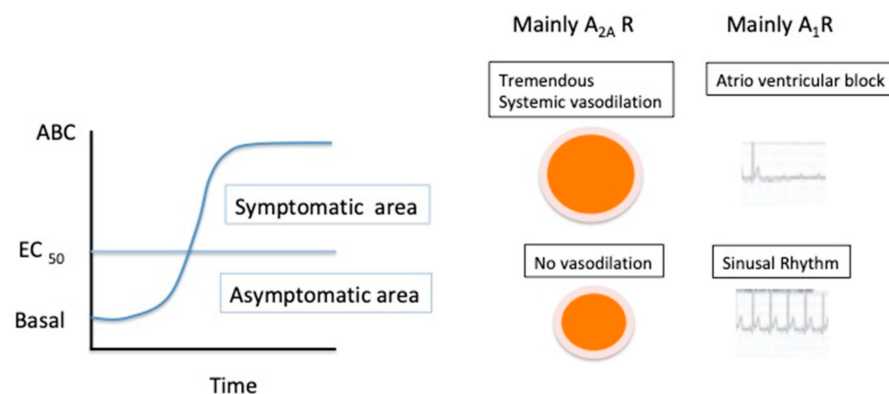 Mainly A₂A R
Mainly A₁R
Tremendous
Systemic vasodilation
Atrio ventricular block
ABC
Symptomatic area
EC ₅₀
No vasodilation
Sinusal Rhythm
Asymptomatic area
Basal
Time